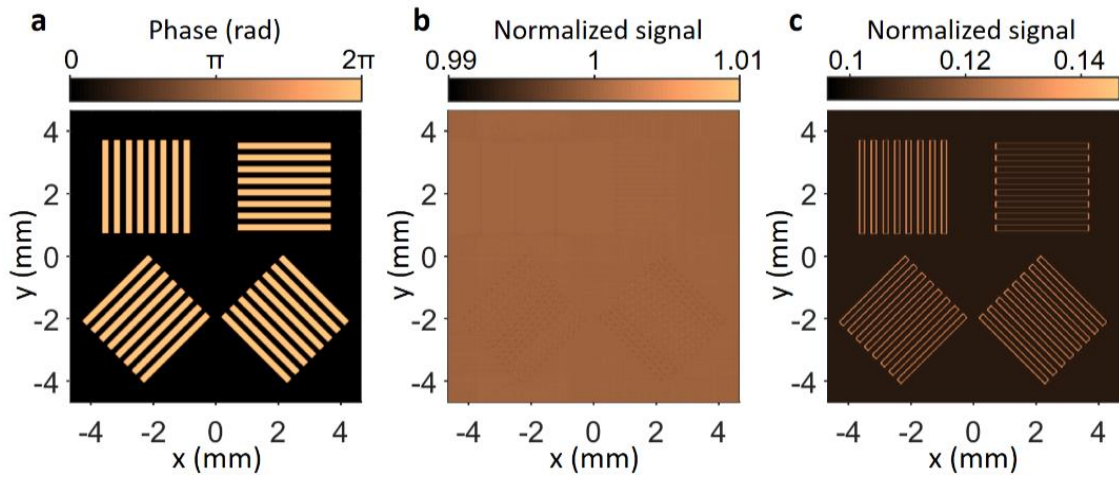 a
Phase (rad)
0 π 2π
4
2
0
-2
-4
y (mm)
-4 -2 0 2 4
x (mm)
b
Normalized signal
0.99 1 1.01
4
2
0
-2
-4
y (mm)
-4 -2 0 2 4
x (mm)
c
Normalized signal
0.1 0.12 0.14
4
2
0
-2
-4
y (mm)
-4 -2 0 2 4
x (mm)